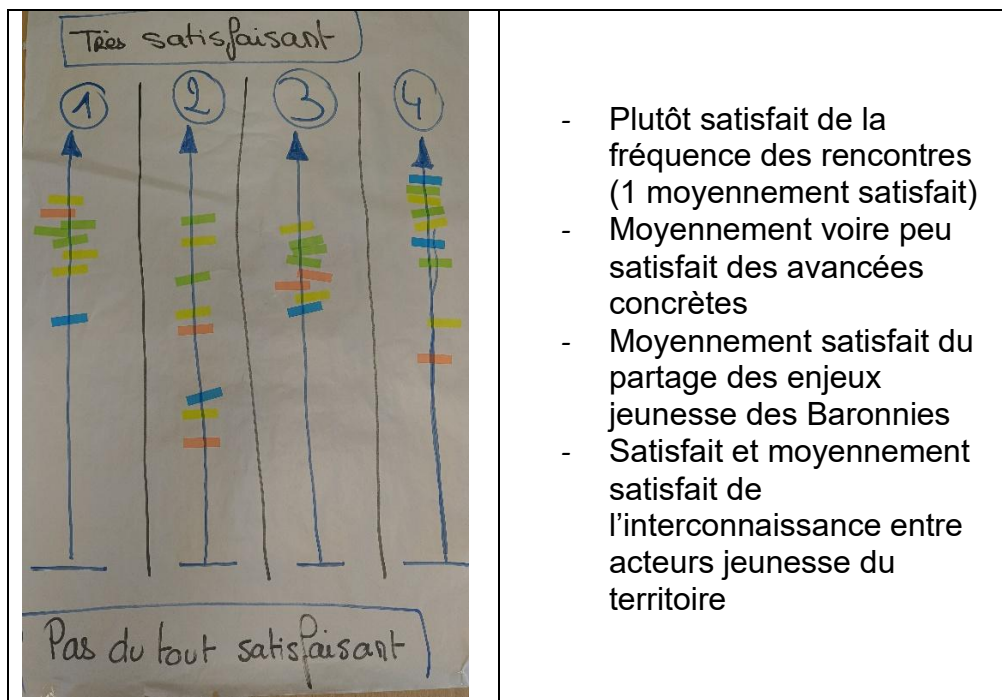 Très satisfaisant
1 2 3 4
Pas du tout satisfaisant
- Plutôt satisfait de la
fréquence des rencontres
(1 moyennement satisfait)
- Moyennement voire peu
satisfait des avancées
concrètes
- Moyennement satisfait du
partage des enjeux
jeunesse des Baronnies
- Satisfait et moyennement
satisfait de
l’interconnaissance entre
acteurs jeunesse du
territoire